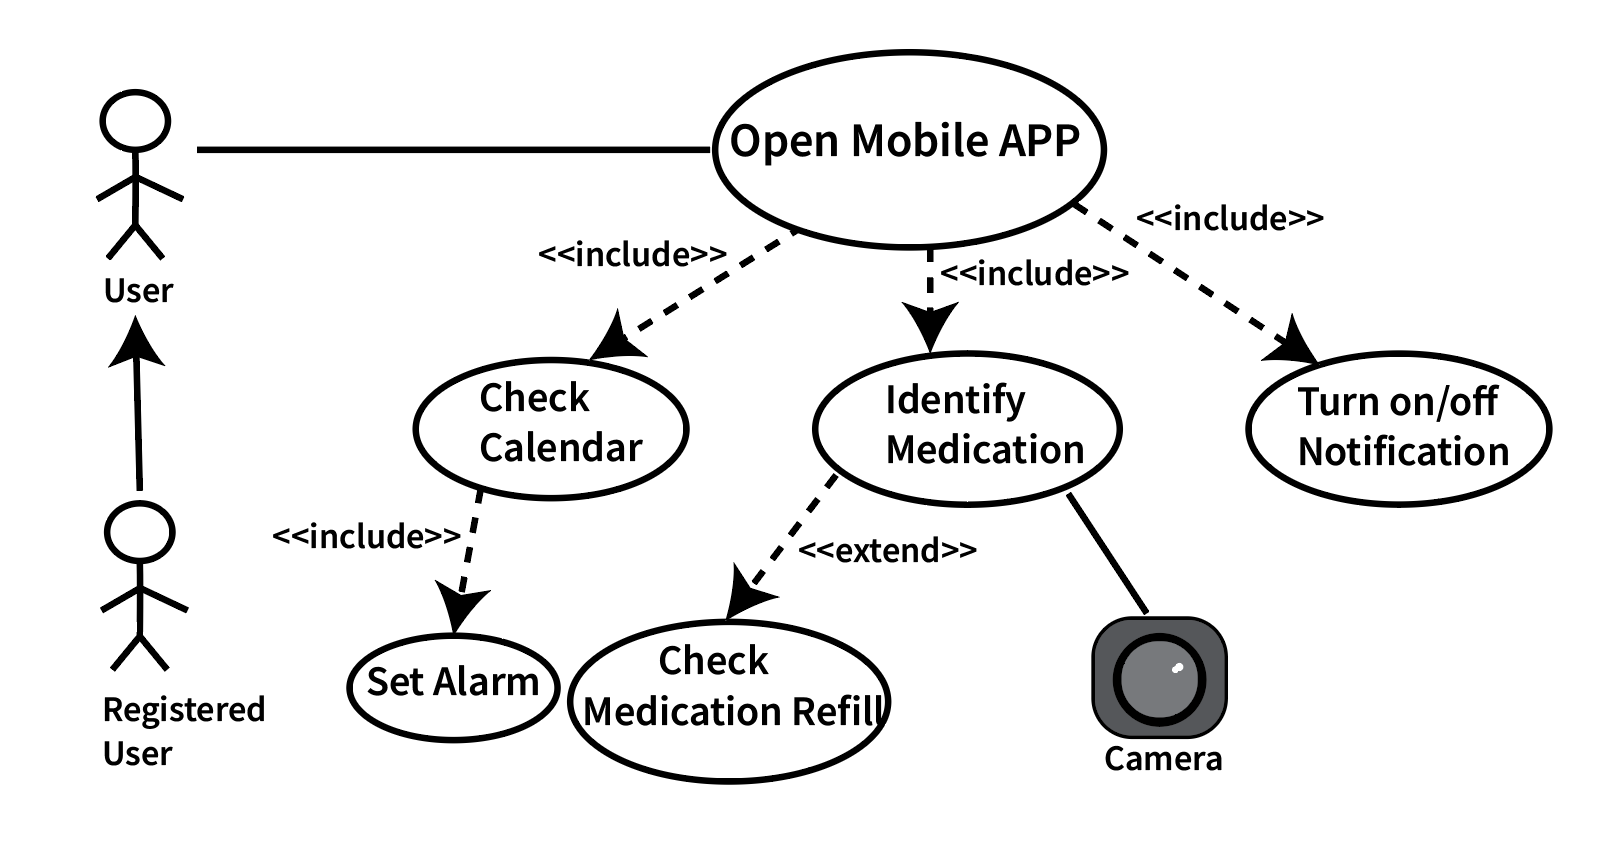 Open Mobile APP
<<include>>
<<include>>
<<include>>
User
Check
Calendar
Identify
Medication
Turn on/off
Notification
<<include>>
<<extend>>
Set Alarm
Check
Medication Refill
Registered
User
Camera